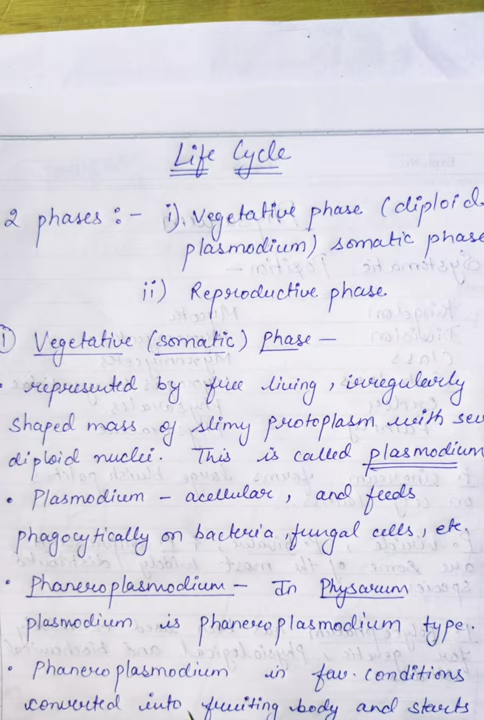 Life Cycle
2 phases :- i). Vegetative phase (diploid
plasmodium) somatic phase
ii) Reproductive phase
① Vegetative (somatic) Phase —
• represented by free living, irregularly
shaped mass of slimy protoplasm with sev
diploid nuclei. This is called plasmodium
• Plasmodium - acellular, and feeds
phagocytically on bacteria, fungal cells, etc.
• Phaneroplasmodium — In Physarum
plasmodium is phaneroplasmodium type.
• Phaneroplasmodium in fav. conditions
converted into fruiting body and starts